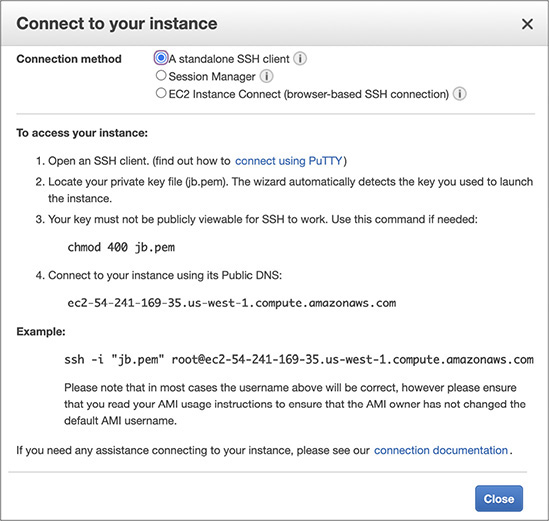 Connect to your instance
Connection method
A standalone SSH client
Session Manager
EC2 Instance Connect (browser-based SSH connection)
To access your instance:
1. Open an SSH client. (find out how to connect using PuTTY)
2. Locate your private key file (jb.pem). The wizard automatically detects the key you used to launch
the instance.
3. Your key must not be publicly viewable for SSH to work. Use this command if needed:
chmod 400 jb.pem
4. Connect to your instance using its Public DNS:
ec2-54-241-169-35.us-west-1.compute.amazonaws.com
Example:
ssh -i "jb.pem" root@ec2-54-241-169-35.us-west-1.compute.amazonaws.com
Please note that in most cases the username above will be correct, however please ensure
that you read your AMI usage instructions to ensure that the AMI owner has not changed the
default AMI username.
If you need any assistance connecting to your instance, please see our connection documentation.
Close